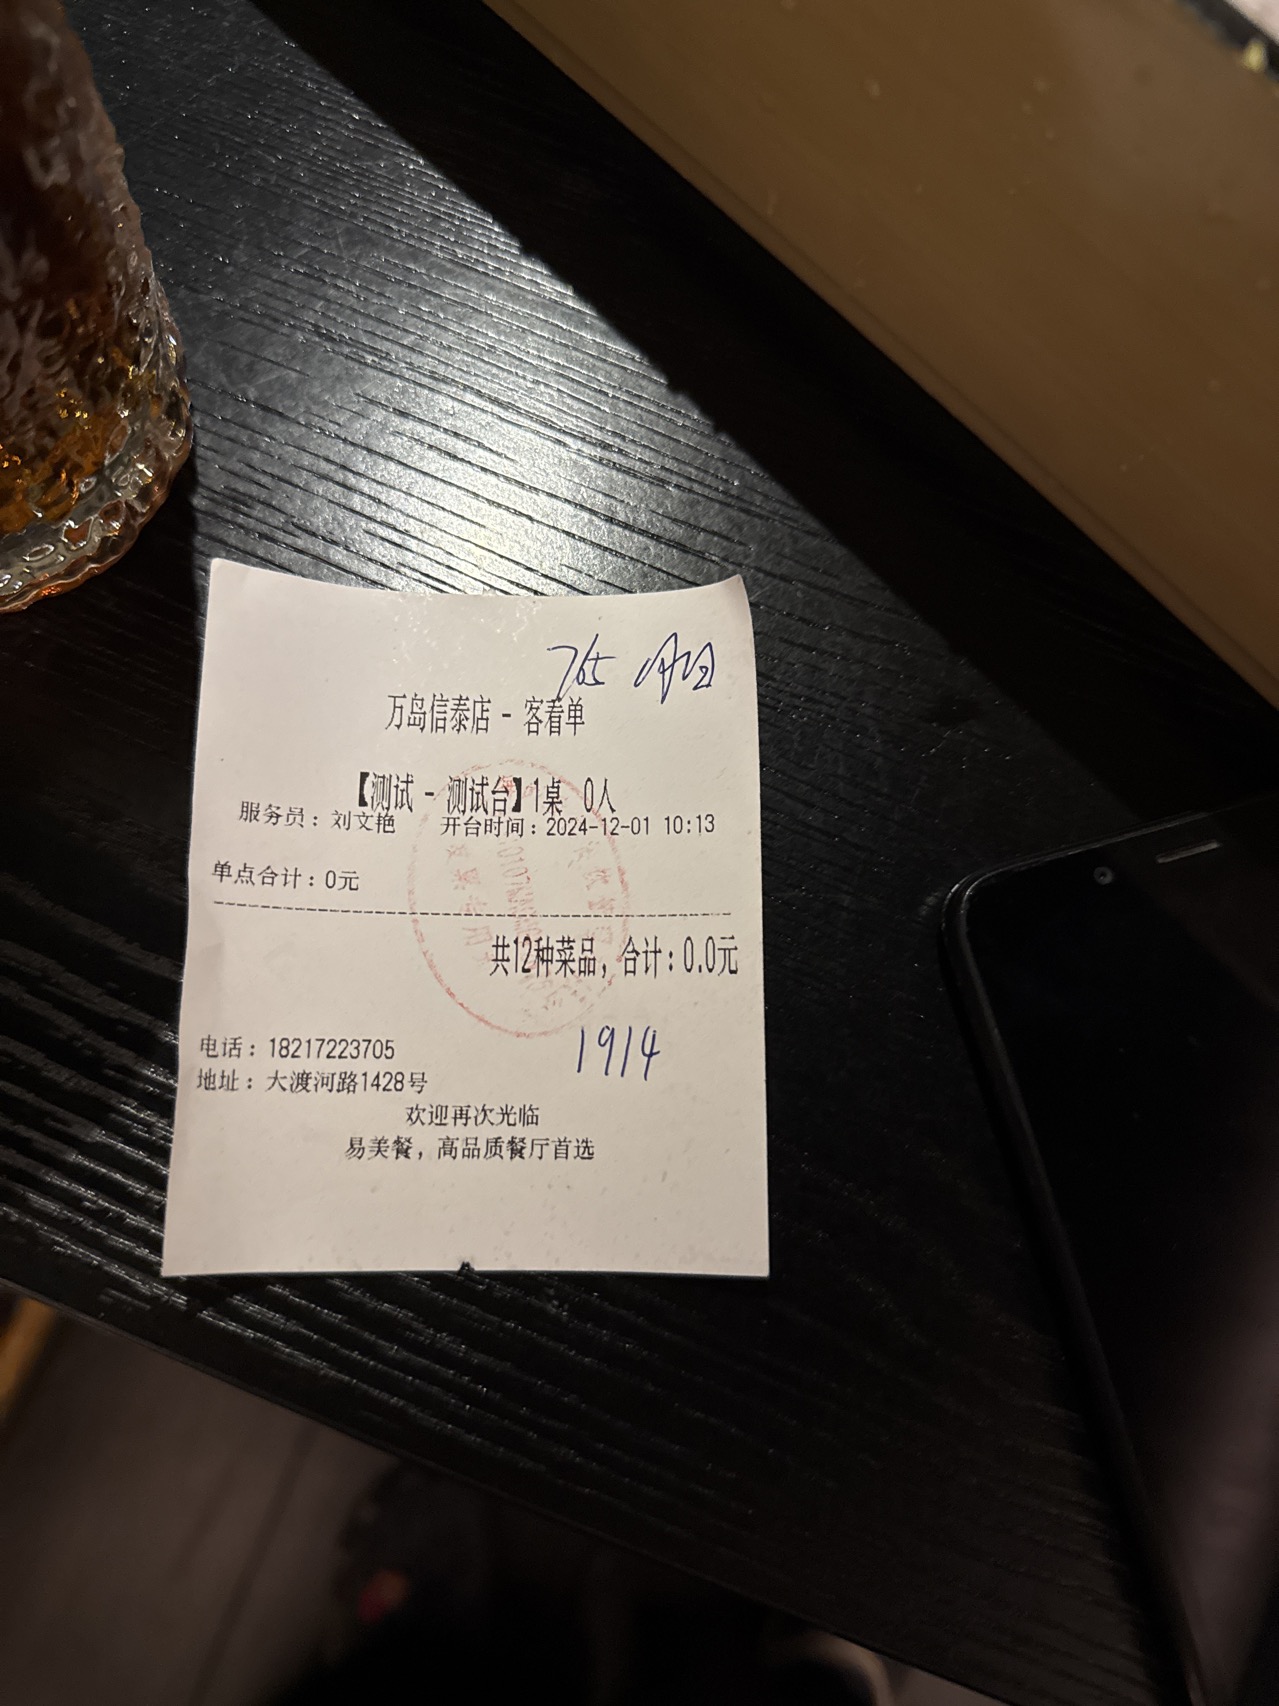 765
万岛信泰店 - 客看单
【测试 - 测试台】1桌 0人
服务员：刘文艳 开台时间：2024-12-01 10:13
单点合计：0元
共12种菜品，合计：0.0元
1914
电话：18217223705
地址：大渡河路1428号
欢迎再次光临
易美餐，高品质餐厅首选